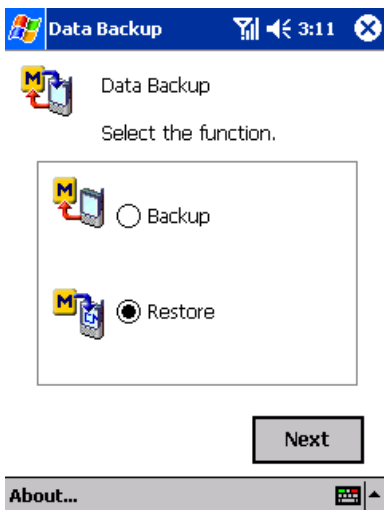 Data Backup 3:11
Data Backup
Select the function.
M
Backup
M
Restore
Next
About...